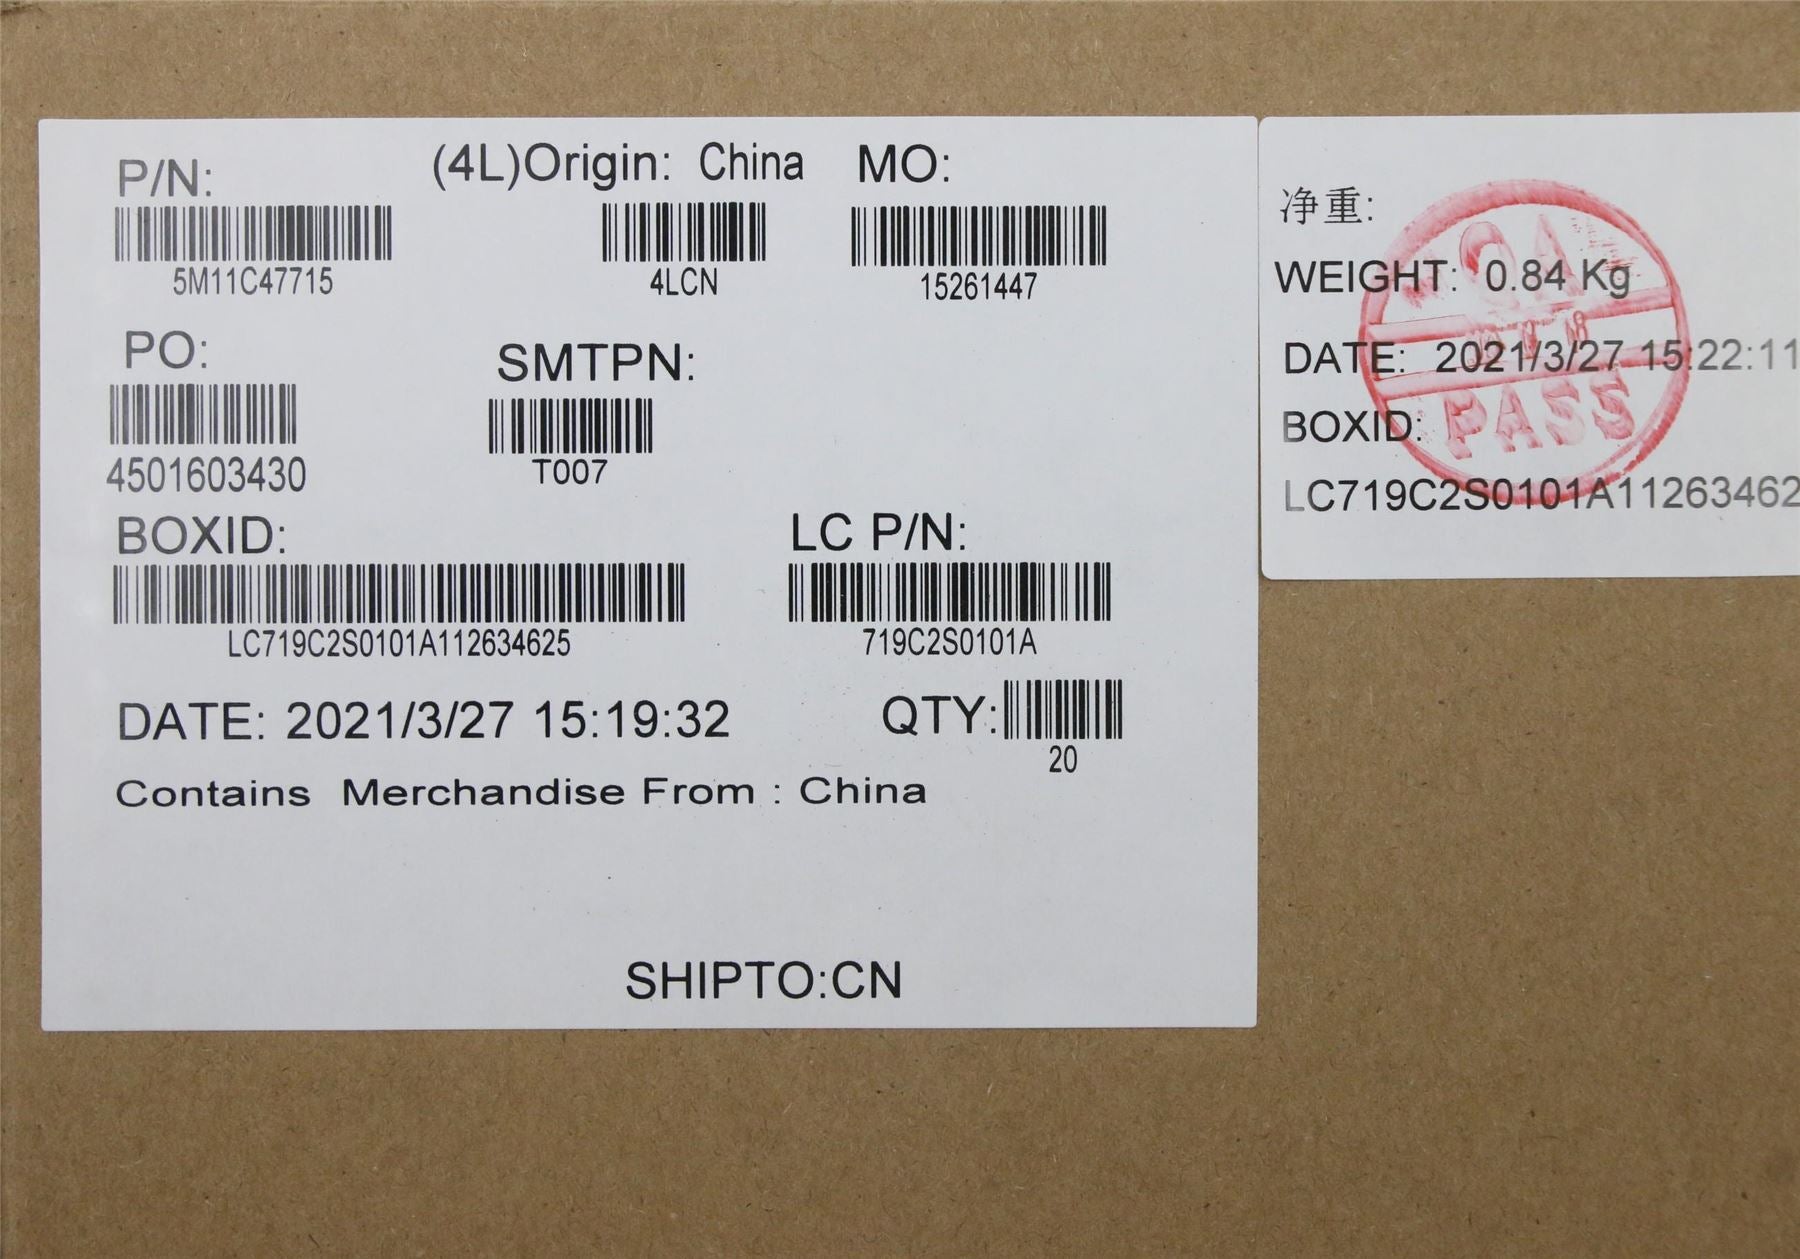 P/N:
5M11C47715
(4L)Origin: China
4LCN
MO:
15261447
PO:
4501603430
SMTPN:
T007
BOXID:
LC719C2S0101A112634625
LC P/N:
719C2S0101A
DATE: 2021/3/27 15:19:32
QTY:
20
Contains Merchandise From : China
SHIPTO:CN
净重:
WEIGHT: 0.84 Kg
DATE: 2021/3/27 15:22:11
BOXID:
LC719C2S0101A11263462
QA
PASS